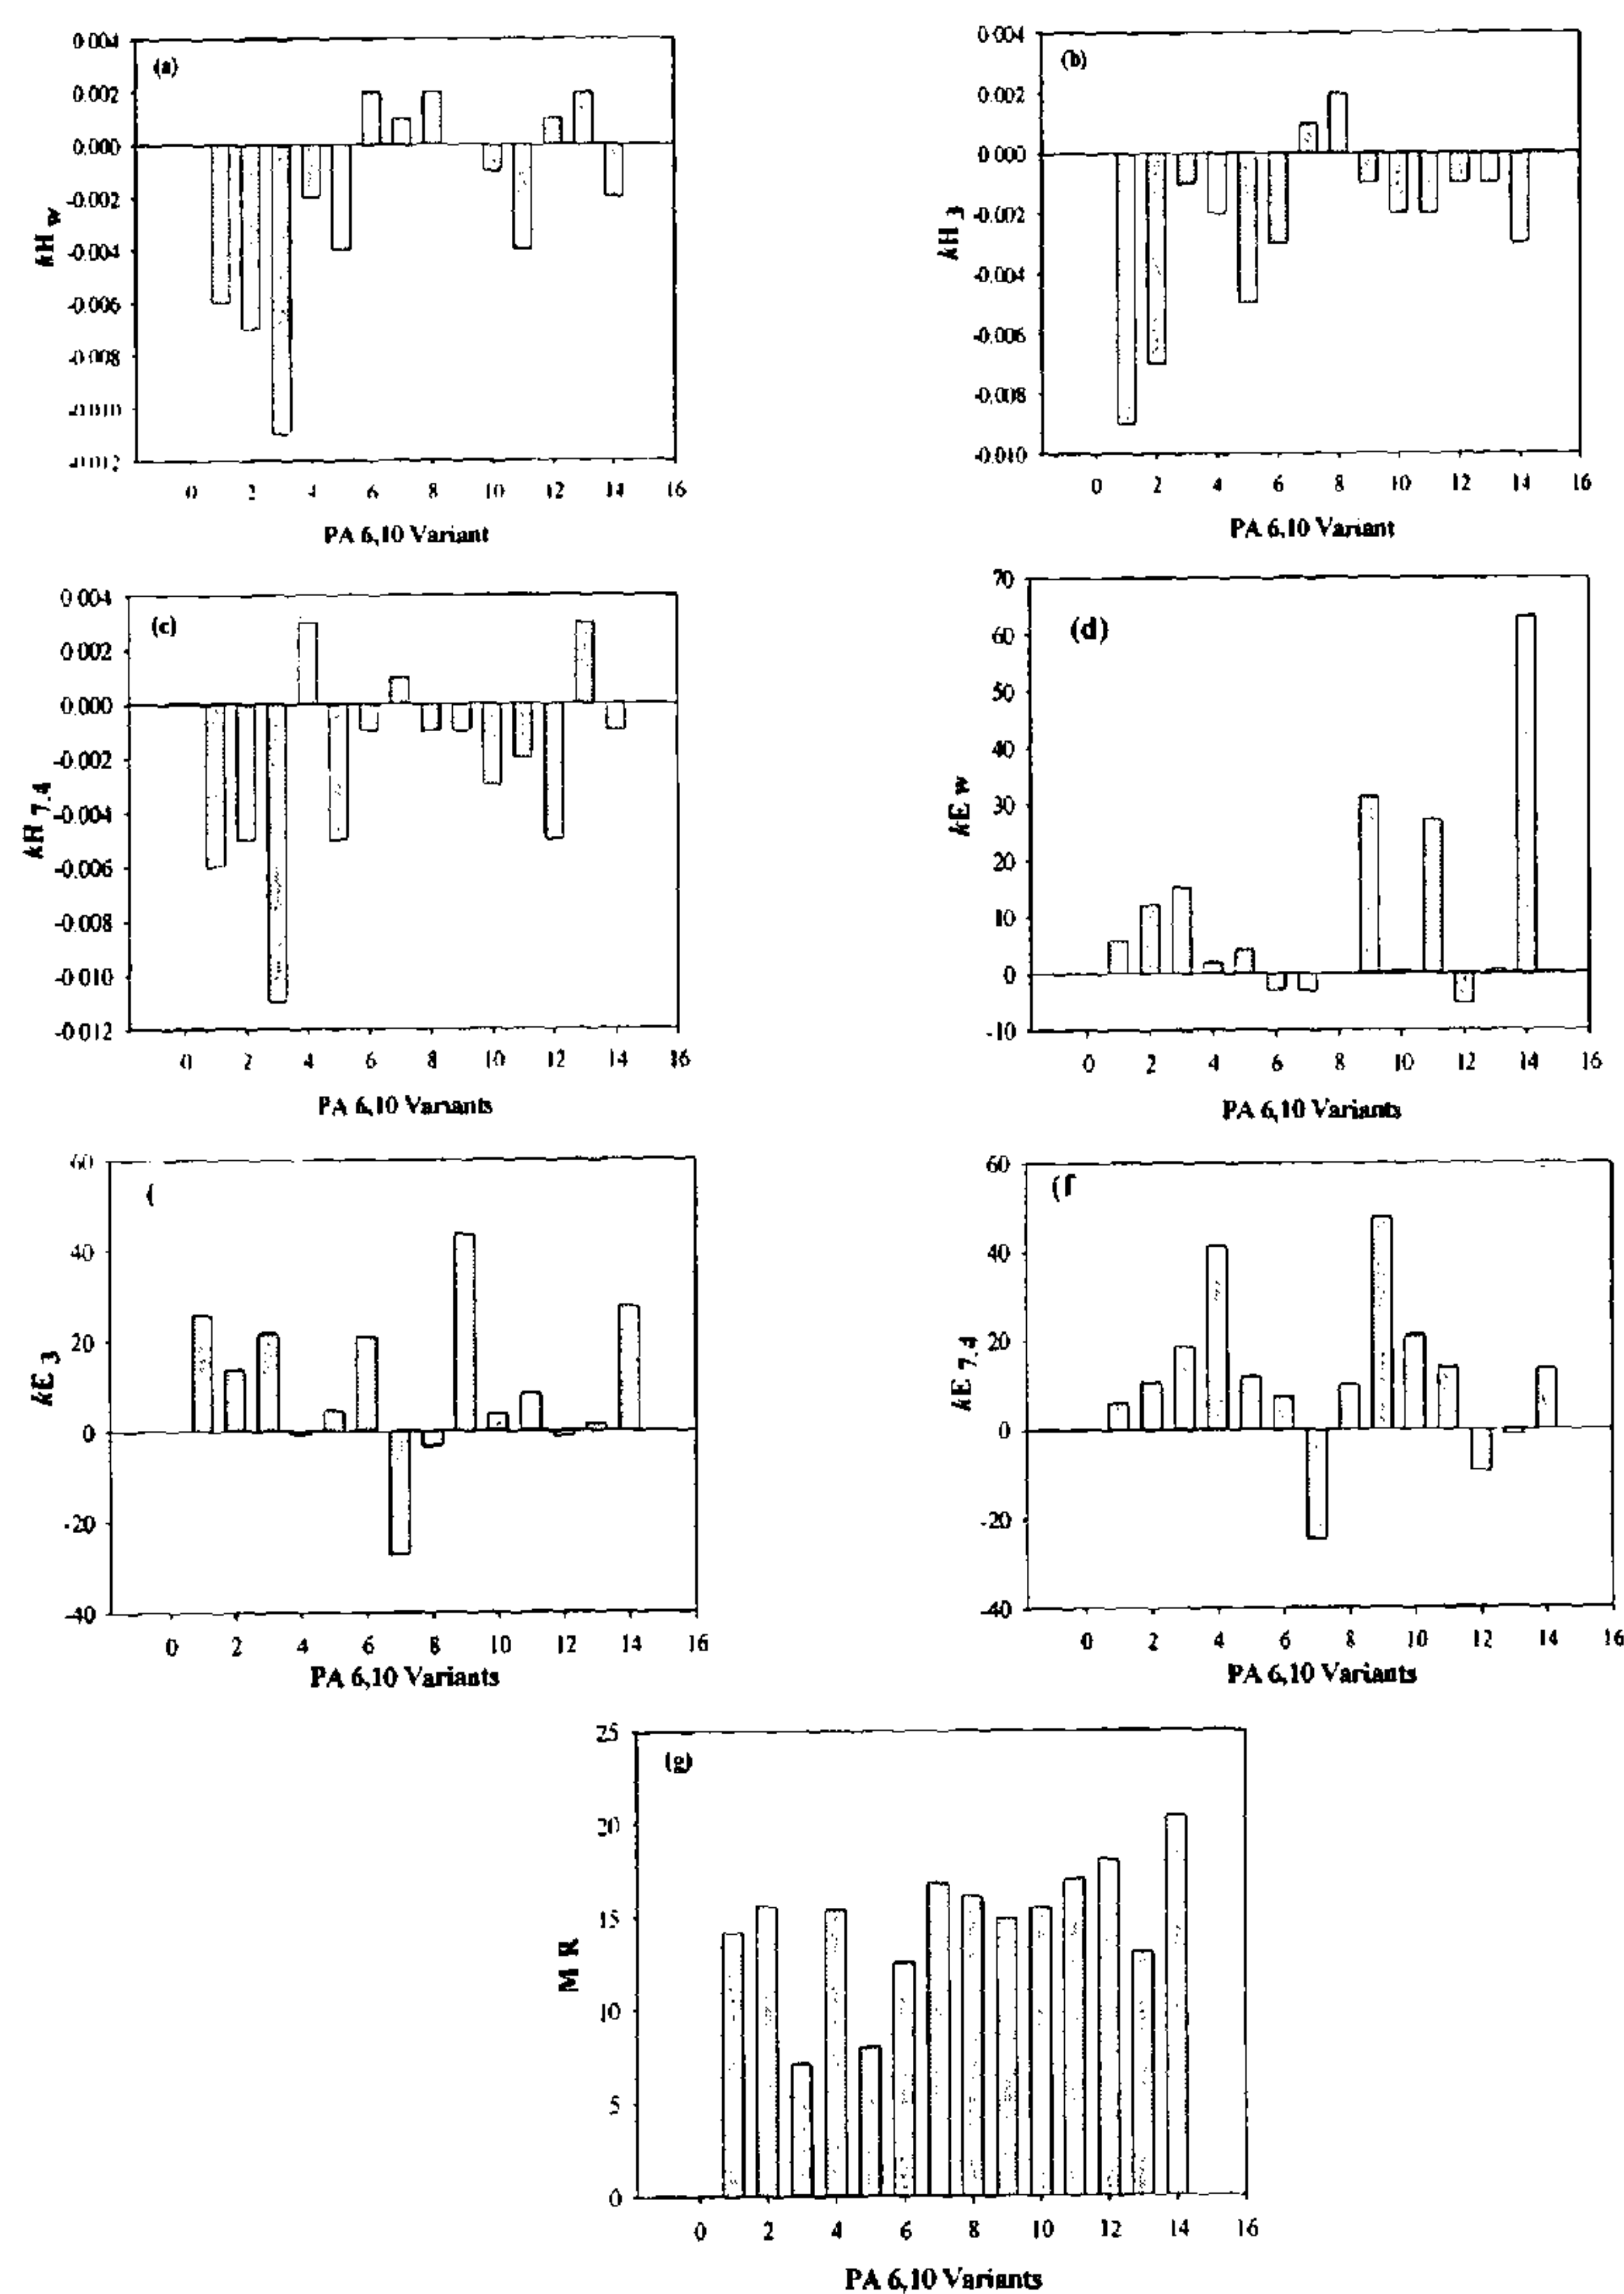 (a)
0.004
0.002
0.000
-0.002
-0.004
-0.006
-0.008
-0.010
-0.012
kH w
0 2 4 6 8 10 12 14 16
PA 6,10 Variant
(b)
0.004
0.002
0.000
-0.002
-0.004
-0.006
-0.008
-0.010
kH 3
0 2 4 6 8 10 12 14 16
PA 6,10 Variant
(c)
0.004
0.002
0.000
-0.002
-0.004
-0.006
-0.008
-0.010
-0.012
kH 7.4
0 2 4 6 8 10 12 14 16
PA 6,10 Variants
(d)
70
60
50
40
30
20
10
0
-10
kE w
0 2 4 6 8 10 12 14 16
PA 6,10 Variants
(
60
40
20
0
-20
-40
kE 3
0 2 4 6 8 10 12 14 16
PA 6,10 Variants
(f
60
40
20
0
-20
-40
kE 7.4
0 2 4 6 8 10 12 14 16
PA 6,10 Variants
(g)
25
20
15
10
5
0
M R
0 2 4 6 8 10 12 14 16
PA 6,10 Variants